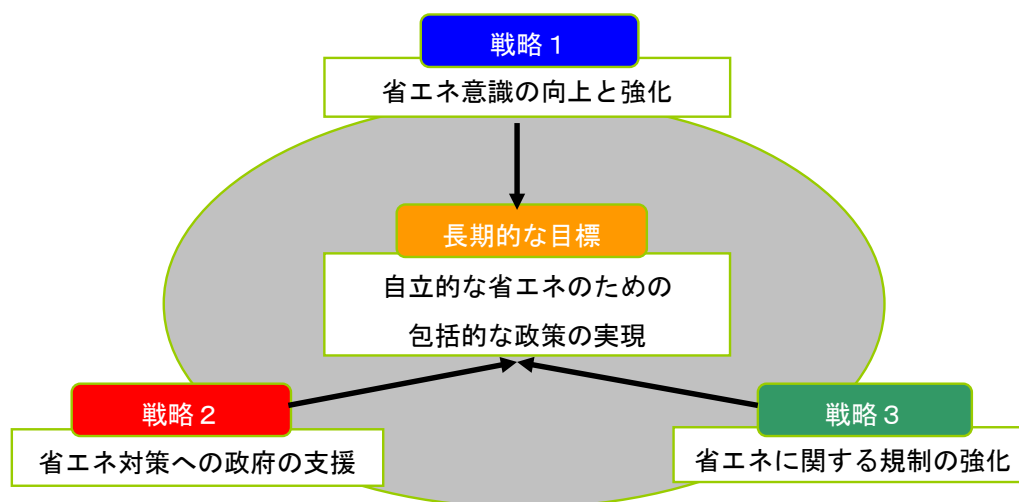 戦略１
省エネ意識の向上と強化
長期的な目標
自立的な省エネのための
包括的な政策の実現
戦略２
省エネ対策への政府の支援
戦略３
省エネに関する規制の強化